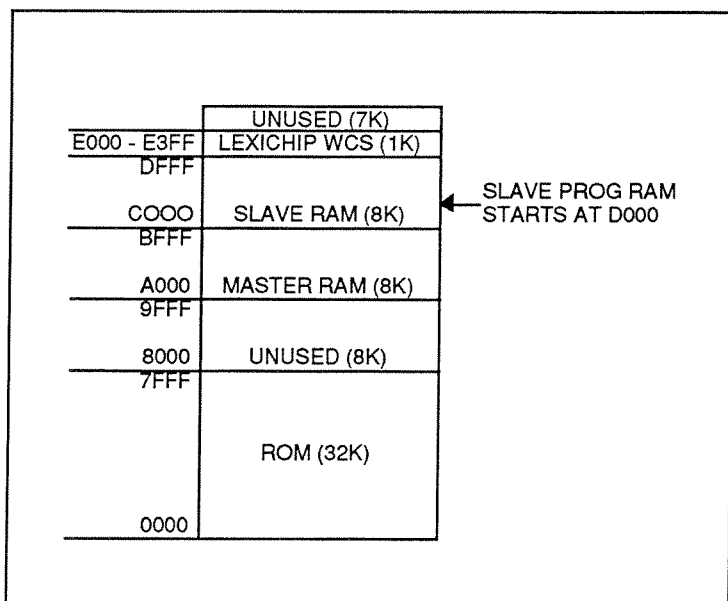 UNUSED (7K)
E000 - E3FF LEXICHIP WCS (1K)
DFFF
SLAVE PROG RAM
STARTS AT D000
COOO SLAVE RAM (8K)
BFFF
A000 MASTER RAM (8K)
9FFF
8000 UNUSED (8K)
7FFF
ROM (32K)
0000